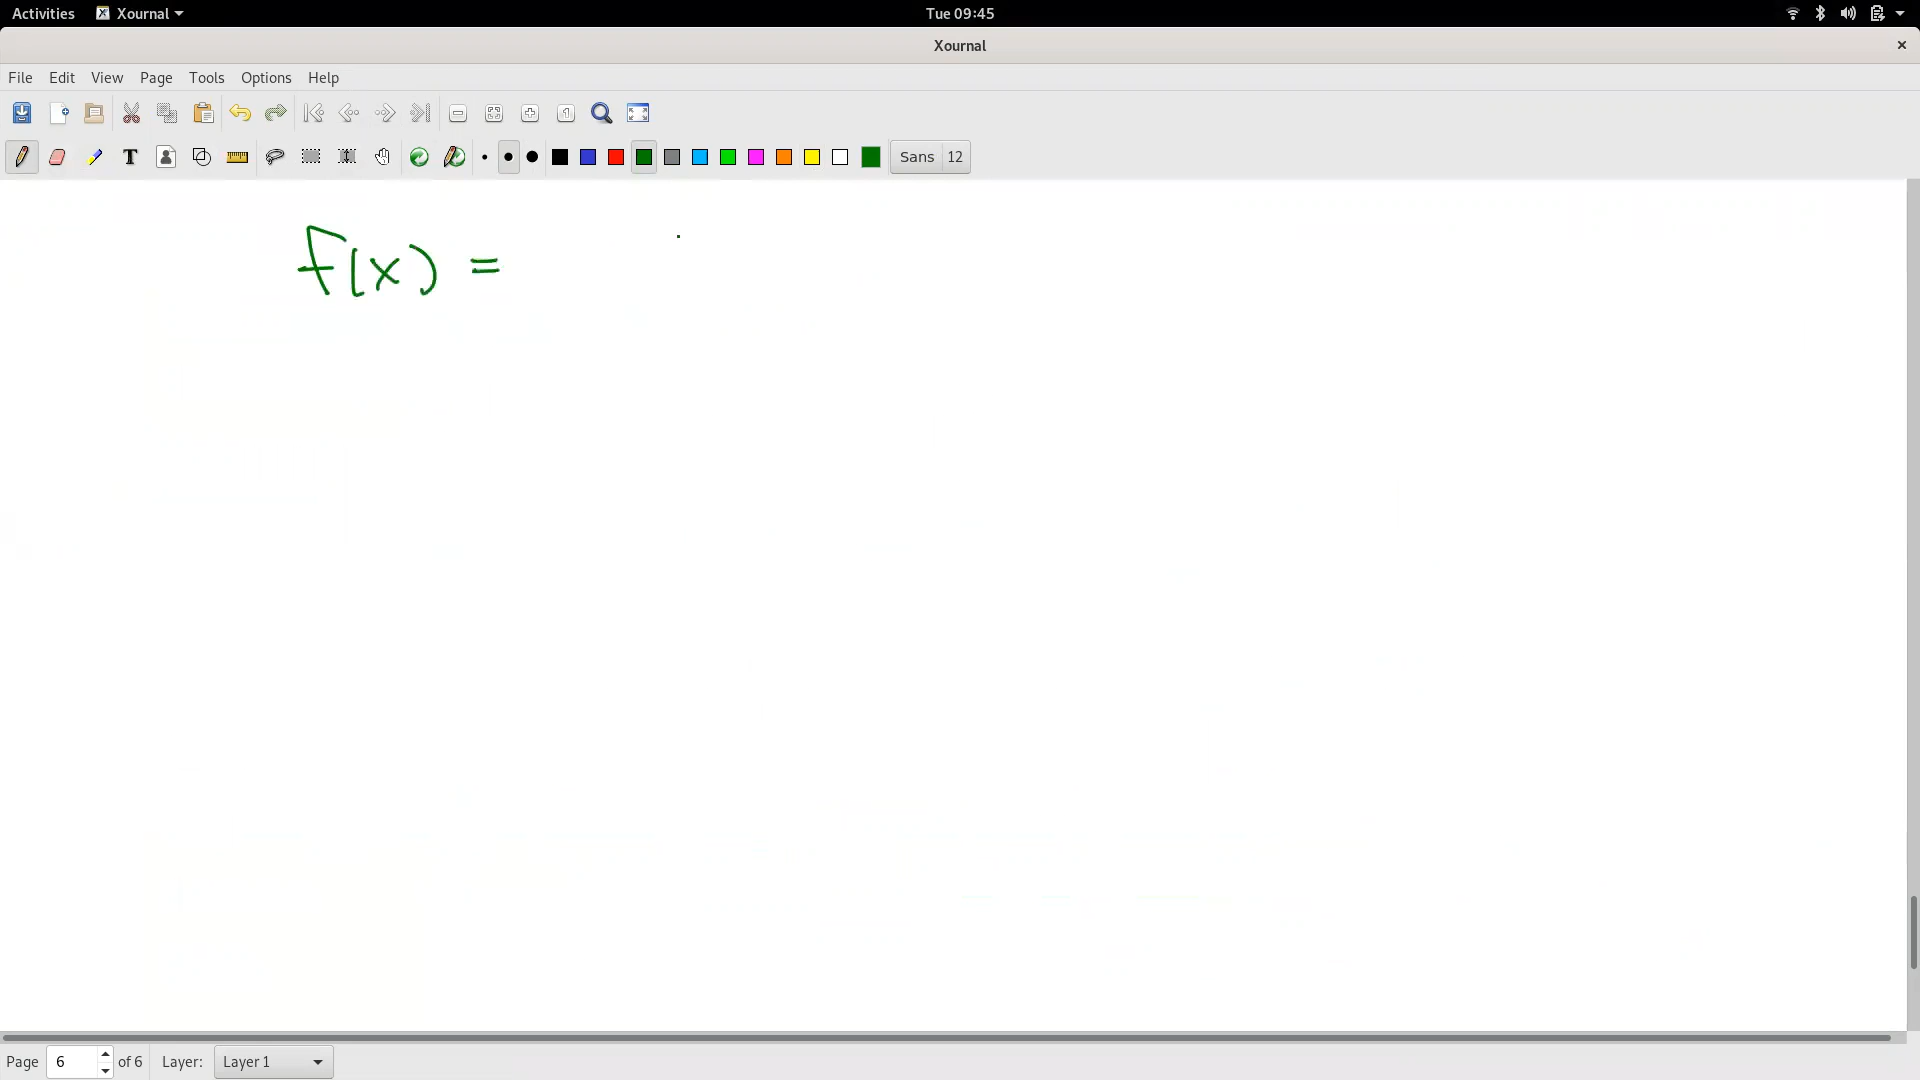 Activities Xournal Tue 09:45
Xournal ×
File Edit View Page Tools Options Help
T Sans 12
f(x) =
Page 6 of 6 Layer: Layer 1